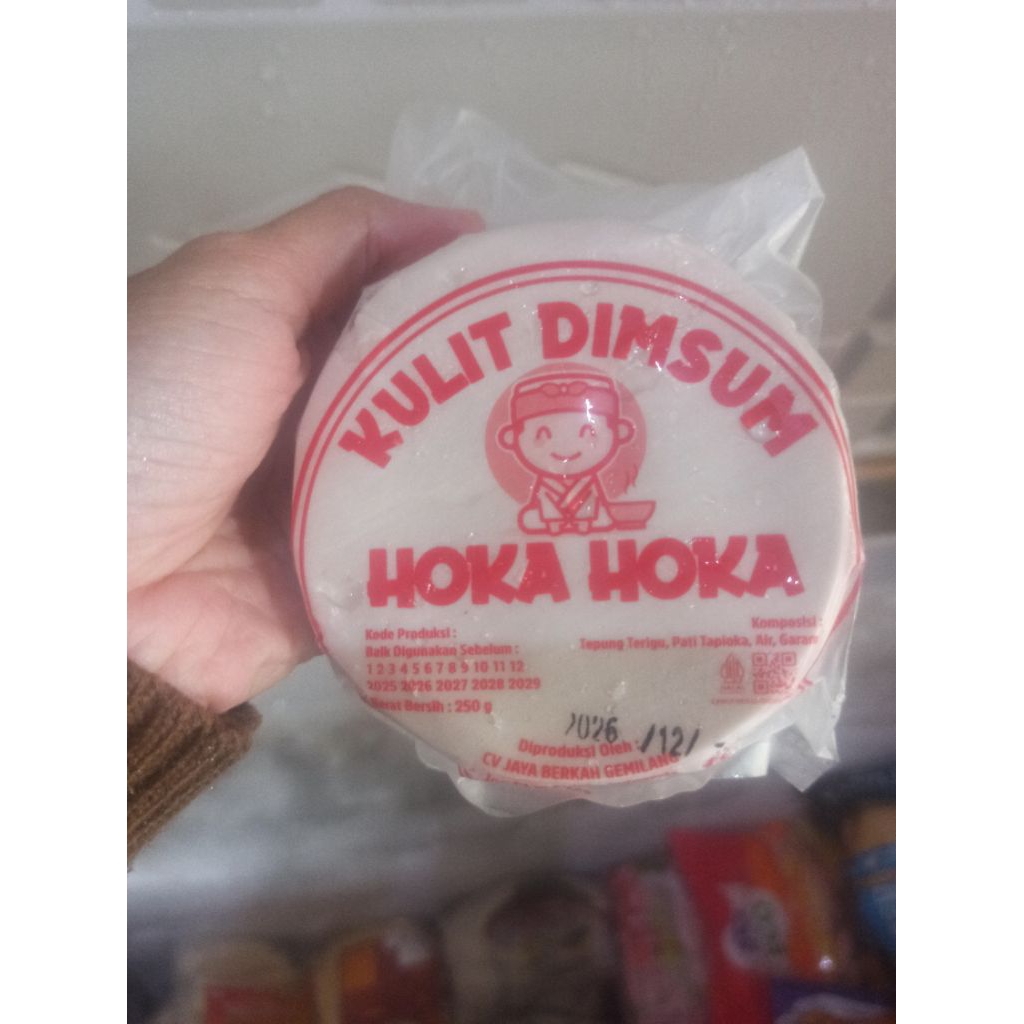 KULIT DIMSUM
HOKA HOKA
Kode Produksi :
Baik Digunakan Sebelum :
1 2 3 4 5 6 7 8 9 10 11 12
2025 2026 2027 2028 2029
Berat Bersih : 250 g
Komposisi :
Tepung Terigu, Pati Tapioka, Air, Garam
2026 /12/
Diproduksi Oleh :
CV JAYA BERKAH GEMILANG